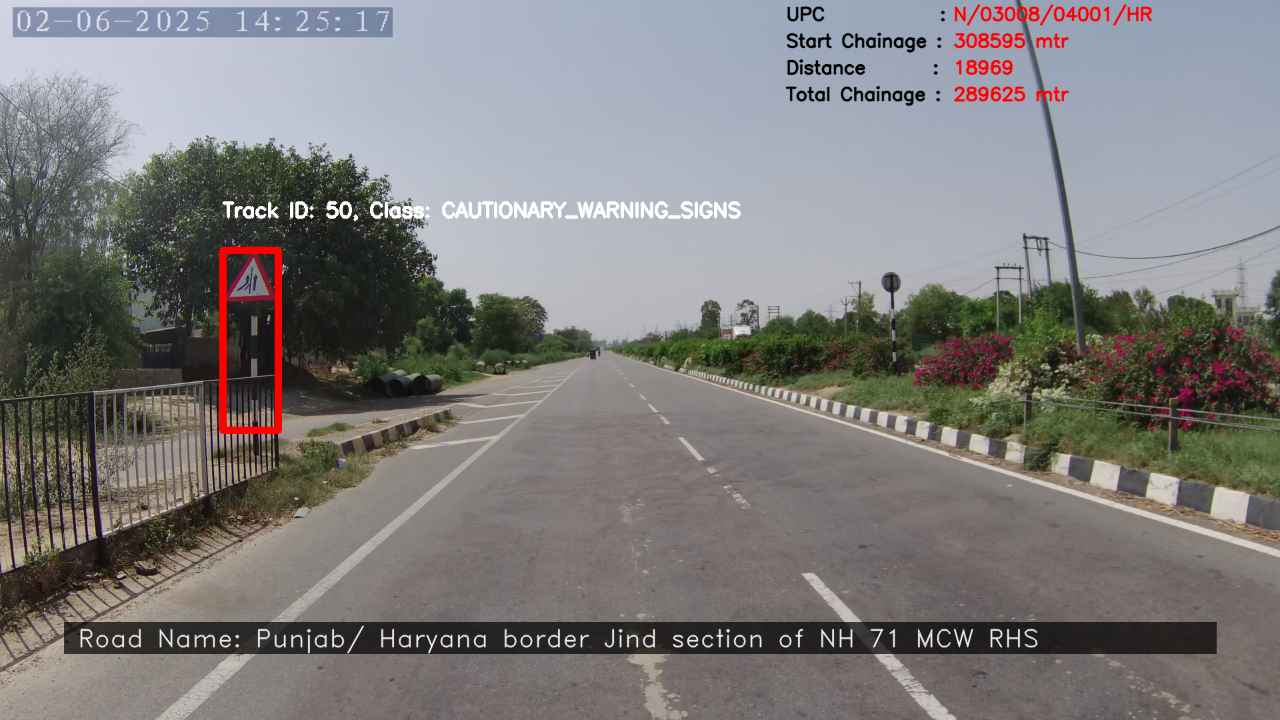 02-06-2025 14:25:17
UPC : N/03008/04001/HR
Start Chainage : 308595 mtr
Distance : 18969
Total Chainage : 289625 mtr
Track ID: 50, Class: CAUTIONARY_WARNING_SIGNS
Road Name: Punjab/ Haryana border Jind section of NH 71 MCW RHS